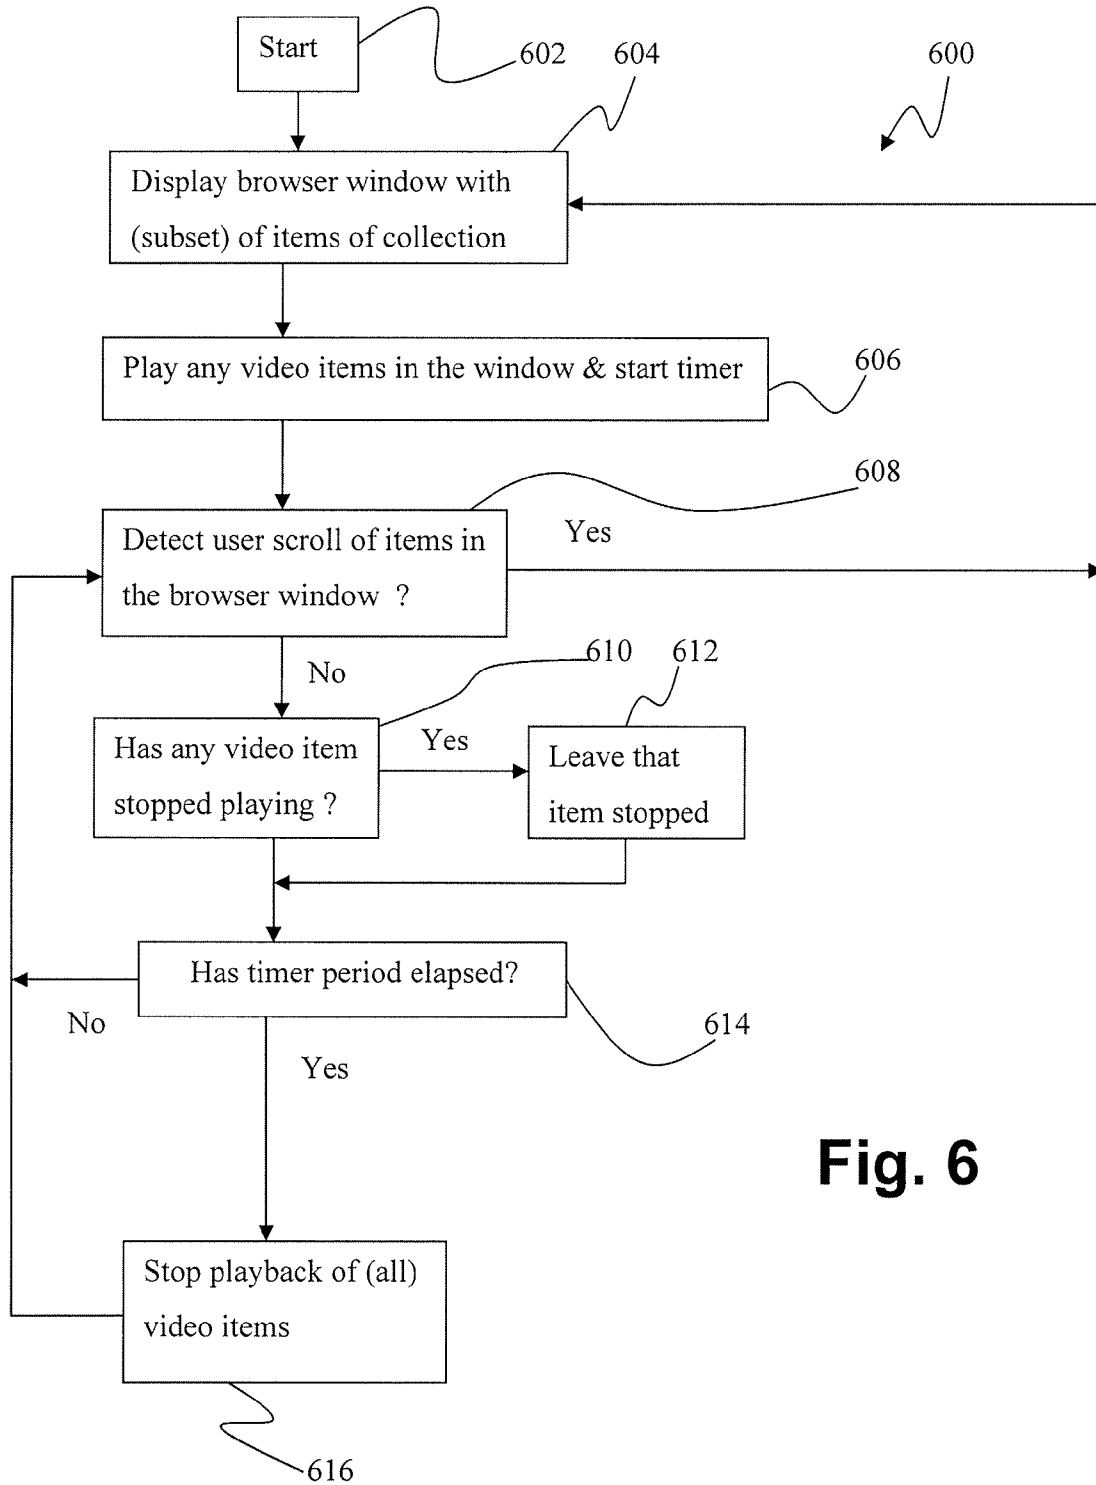 Start
602
604
600
Display browser window with
(subset) of items of collection
Play any video items in the window & start timer
606
608
Detect user scroll of items in
the browser window ?
Yes
No
610
612
Has any video item
stopped playing ?
Yes
Leave that
item stopped
Has timer period elapsed?
No
614
Yes
Fig. 6
Stop playback of (all)
video items
616